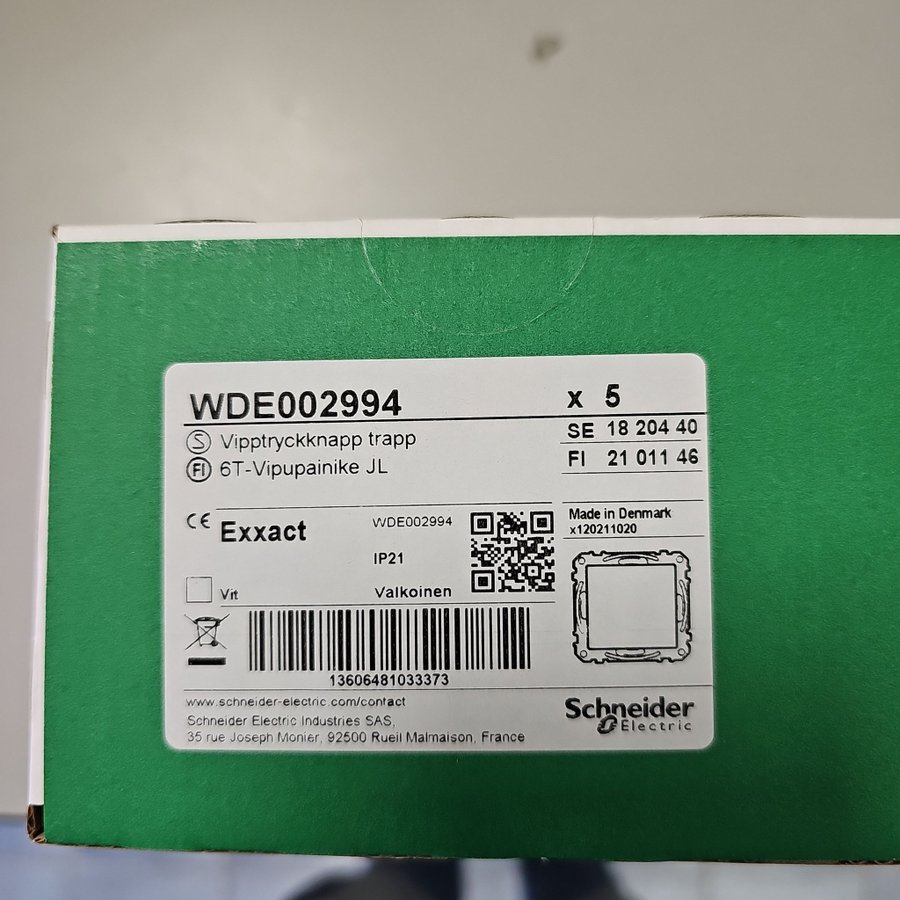 WDE002994 x 5
S Vipptryckknapp trapp SE 18 204 40
FI 6T-Vipupainike JL FI 21 011 46
CE Exxact WDE002994 Made in Denmark
x120211020
IP21
Vit Valkoinen
13606481033373
www.schneider-electric.com/contact
Schneider Electric Industries SAS,
35 rue Joseph Monier, 92500 Rueil Malmaison, France
Schneider
Electric